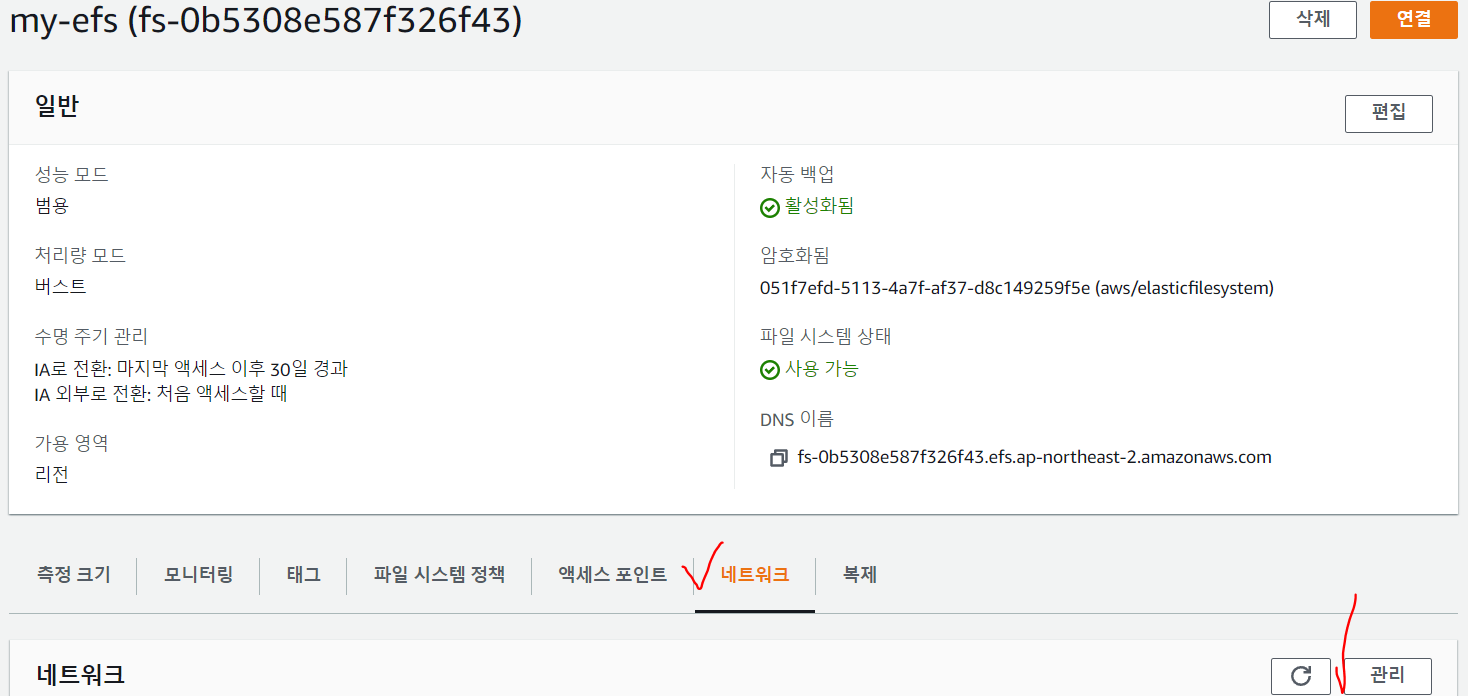 my-efs (fs-0b5308e587f326f43)
삭제
연결
일반
편집
성능 모드
범용
처리량 모드
버스트
수명 주기 관리
IA로 전환: 마지막 액세스 이후 30일 경과
IA 외부로 전환: 처음 액세스할 때
가용 영역
리전
자동 백업
활성화됨
암호화됨
051f7efd-5113-4a7f-af37-d8c149259f5e (aws/elasticfilesystem)
파일 시스템 상태
사용 가능
DNS 이름
fs-0b5308e587f326f43.efs.ap-northeast-2.amazonaws.com
측정 크기
모니터링
태그
파일 시스템 정책
액세스 포인트
네트워크
복제
네트워크
관리